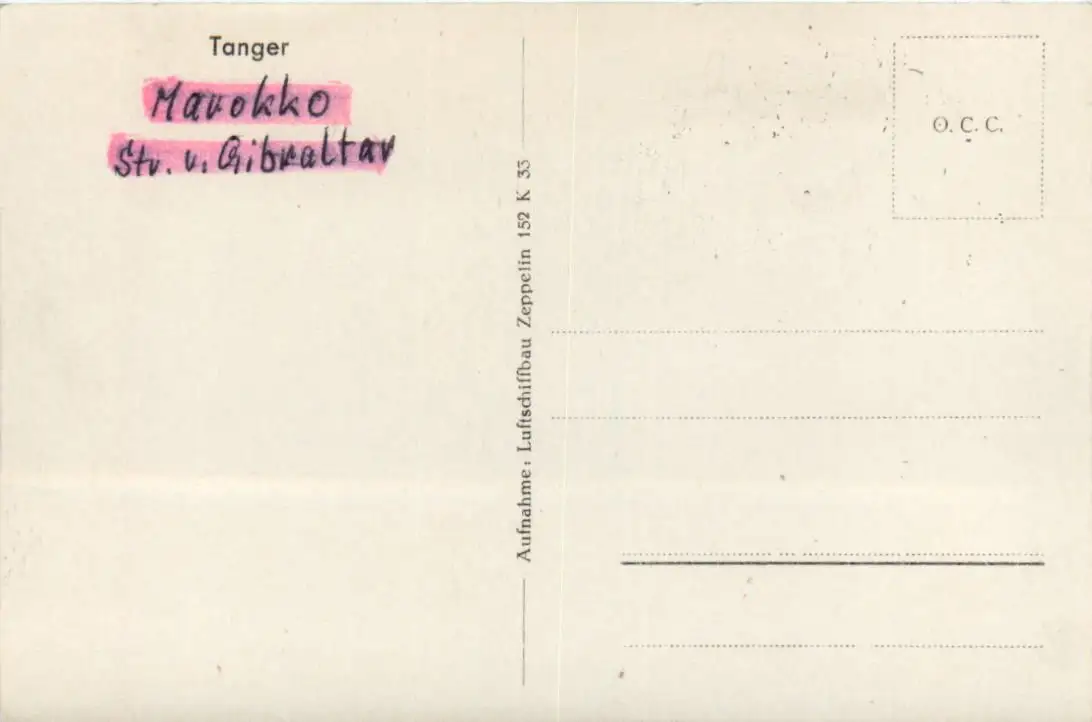 Tanger
Marokko
Str. v. Gibraltar
Aufnahme: Luftschiffbau Zeppelin 152 K 33
O. C. C.